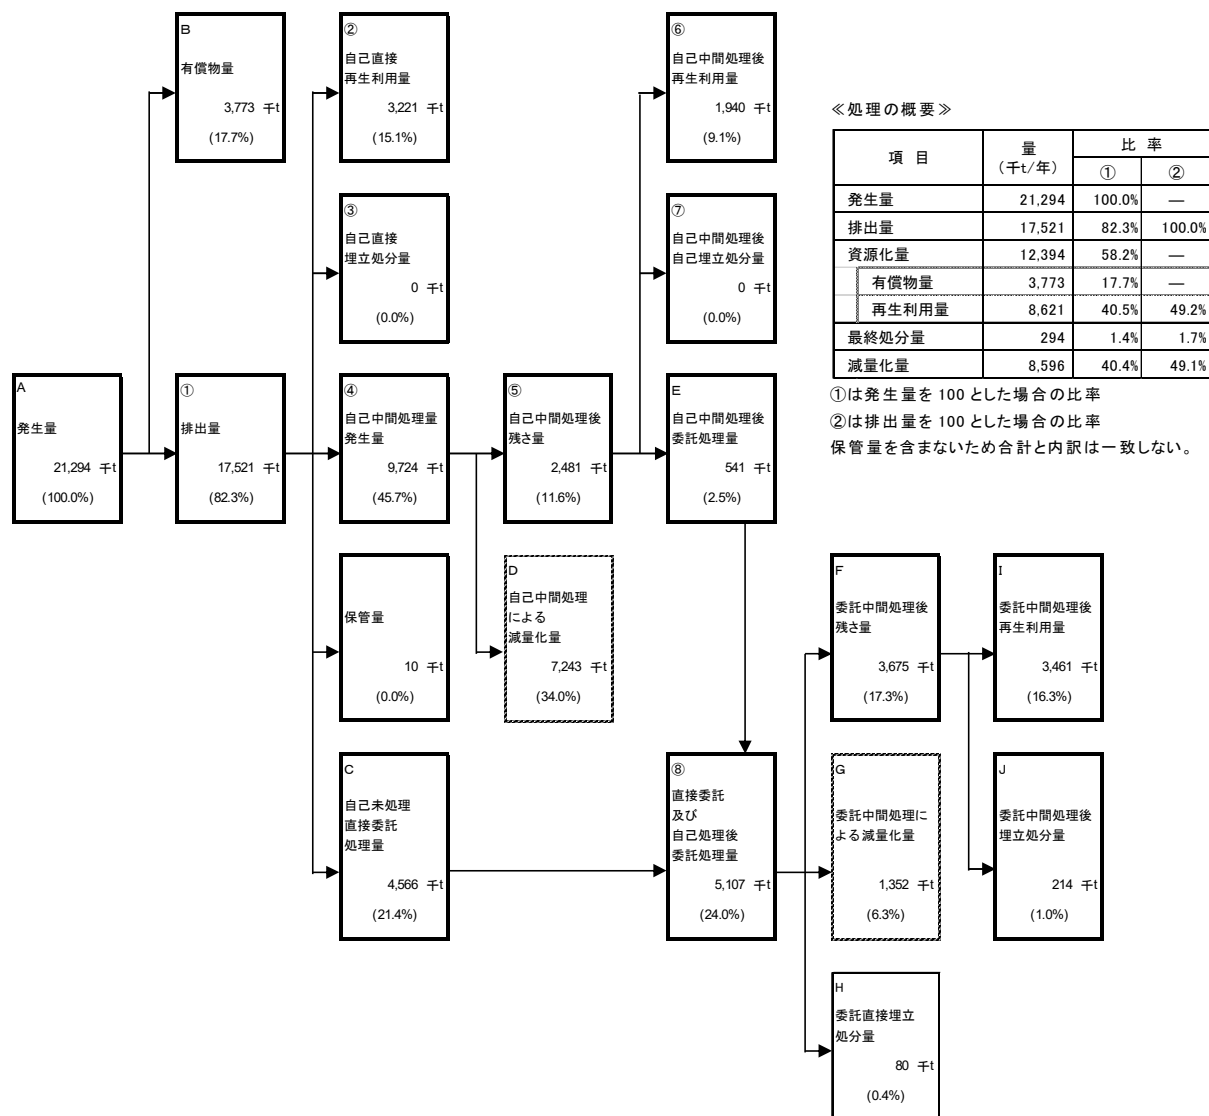 B
有償物量
3,773 千t
(17.7%)
②
自己直接
再生利用量
3,221 千t
(15.1%)
⑥
自己中間処理後
再生利用量
1,940 千t
(9.1%)
③
自己直接
埋立処分量
0 千t
(0.0%)
⑦
自己中間処理後
自己埋立処分量
0 千t
(0.0%)
≪処理の概要≫
項 目 量 (千t/年) 比 率
① ②
発生量 21,294 100.0% —
排出量 17,521 82.3% 100.0%
資源化量 12,394 58.2% —
有償物量 3,773 17.7% —
再生利用量 8,621 40.5% 49.2%
最終処分量 294 1.4% 1.7%
減量化量 8,596 40.4% 49.1%
①は発生量を 100 とした場合の比率
②は排出量を 100 とした場合の比率
保管量を含まないため合計と内訳は一致しない。
A
発生量
21,294 千t
(100.0%)
①
排出量
17,521 千t
(82.3%)
④
自己中間処理量
発生量
9,724 千t
(45.7%)
⑤
自己中間処理後
残さ量
2,481 千t
(11.6%)
E
自己中間処理後
委託処理量
541 千t
(2.5%)
保管量
10 千t
(0.0%)
D
自己中間処理
による
減量化量
7,243 千t
(34.0%)
F
委託中間処理後
残さ量
3,675 千t
(17.3%)
I
委託中間処理後
再生利用量
3,461 千t
(16.3%)
C
自己未処理
直接委託
処理量
4,566 千t
(21.4%)
⑧
直接委託
及び
自己処理後
委託処理量
5,107 千t
(24.0%)
G
委託中間処理に
よる減量化量
1,352 千t
(6.3%)
J
委託中間処理後
埋立処分量
214 千t
(1.0%)
H
委託直接埋立
処分量
80 千t
(0.4%)